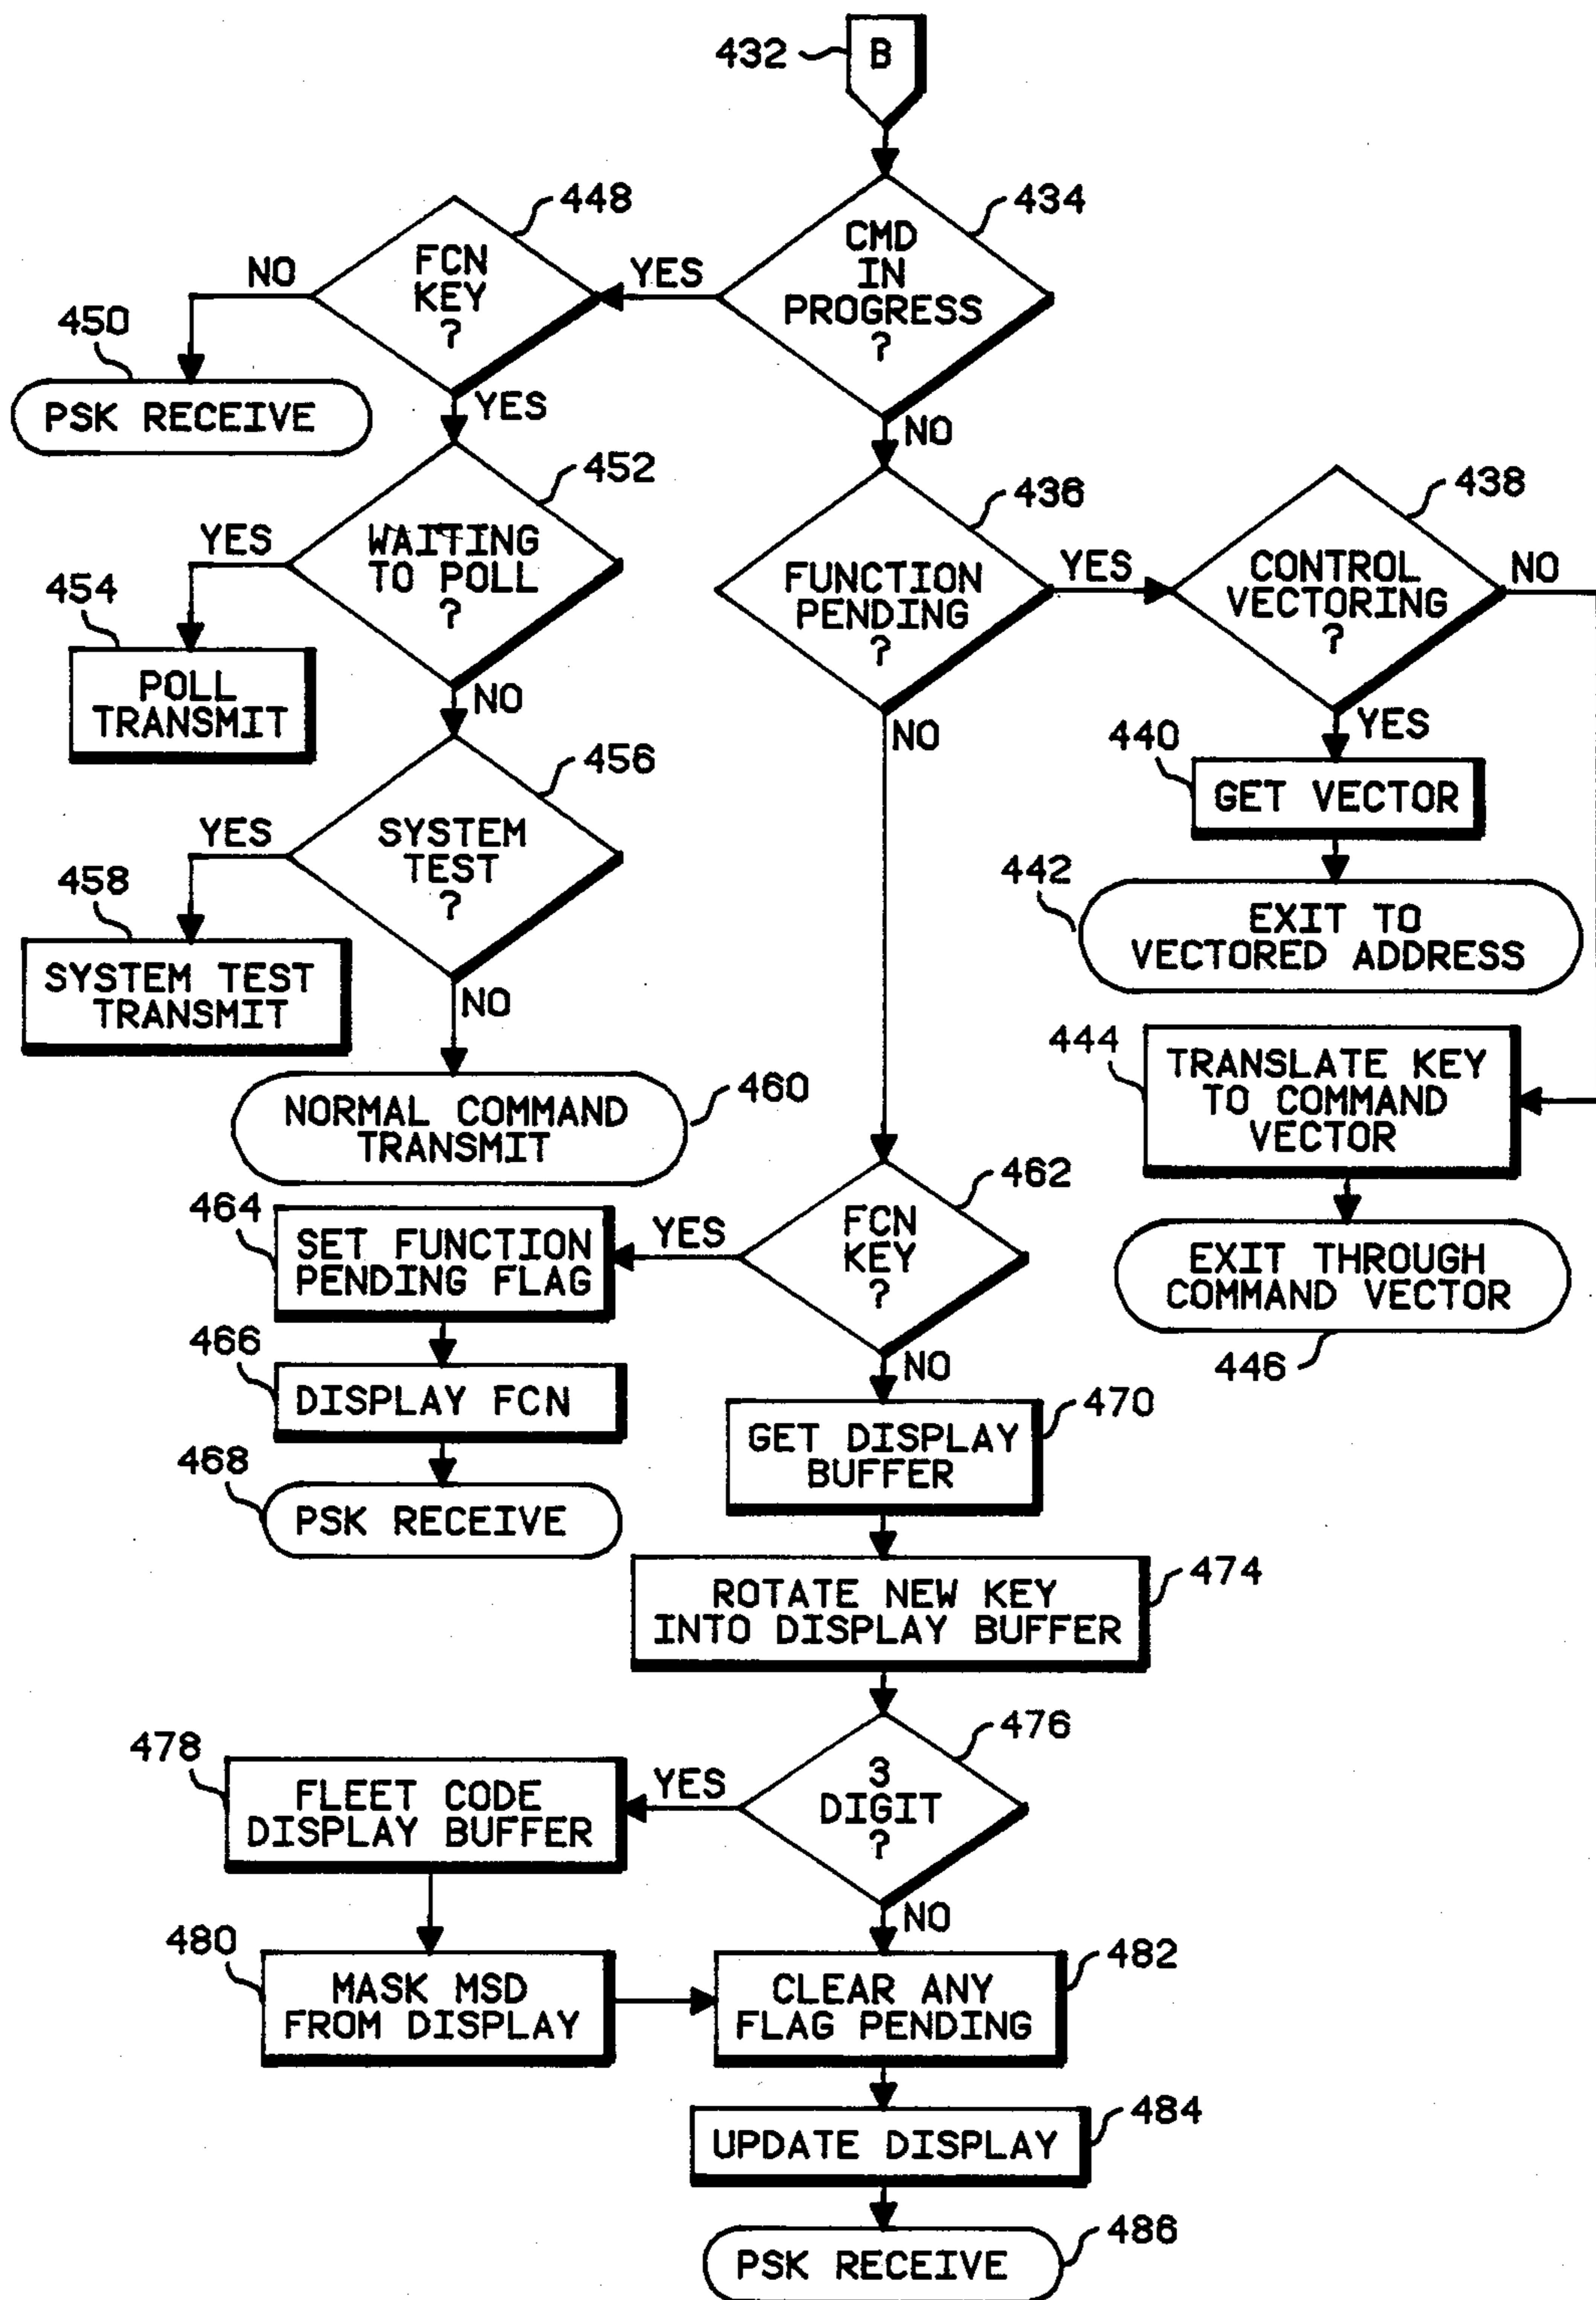 432
B
434
CMD
IN
PROGRESS
?
YES
NO
448
FCN
KEY
?
NO
YES
450
PSK RECEIVE
452
WAITING
TO POLL
?
YES
NO
454
POLL
TRANSMIT
456
SYSTEM
TEST
?
YES
NO
458
SYSTEM TEST
TRANSMIT
460
NORMAL COMMAND
TRANSMIT
436
FUNCTION
PENDING
?
YES
NO
438
CONTROL
VECTORING
?
NO
YES
440
GET VECTOR
442
EXIT TO
VECTORED ADDRESS
444
TRANSLATE KEY
TO COMMAND
VECTOR
EXIT THROUGH
COMMAND VECTOR
446
462
FCN
KEY
?
YES
NO
464
SET FUNCTION
PENDING FLAG
466
DISPLAY FCN
468
PSK RECEIVE
470
GET DISPLAY
BUFFER
474
ROTATE NEW KEY
INTO DISPLAY BUFFER
476
3
DIGIT
?
YES
NO
478
FLEET CODE
DISPLAY BUFFER
480
MASK MSD
FROM DISPLAY
482
CLEAR ANY
FLAG PENDING
484
UPDATE DISPLAY
486
PSK RECEIVE